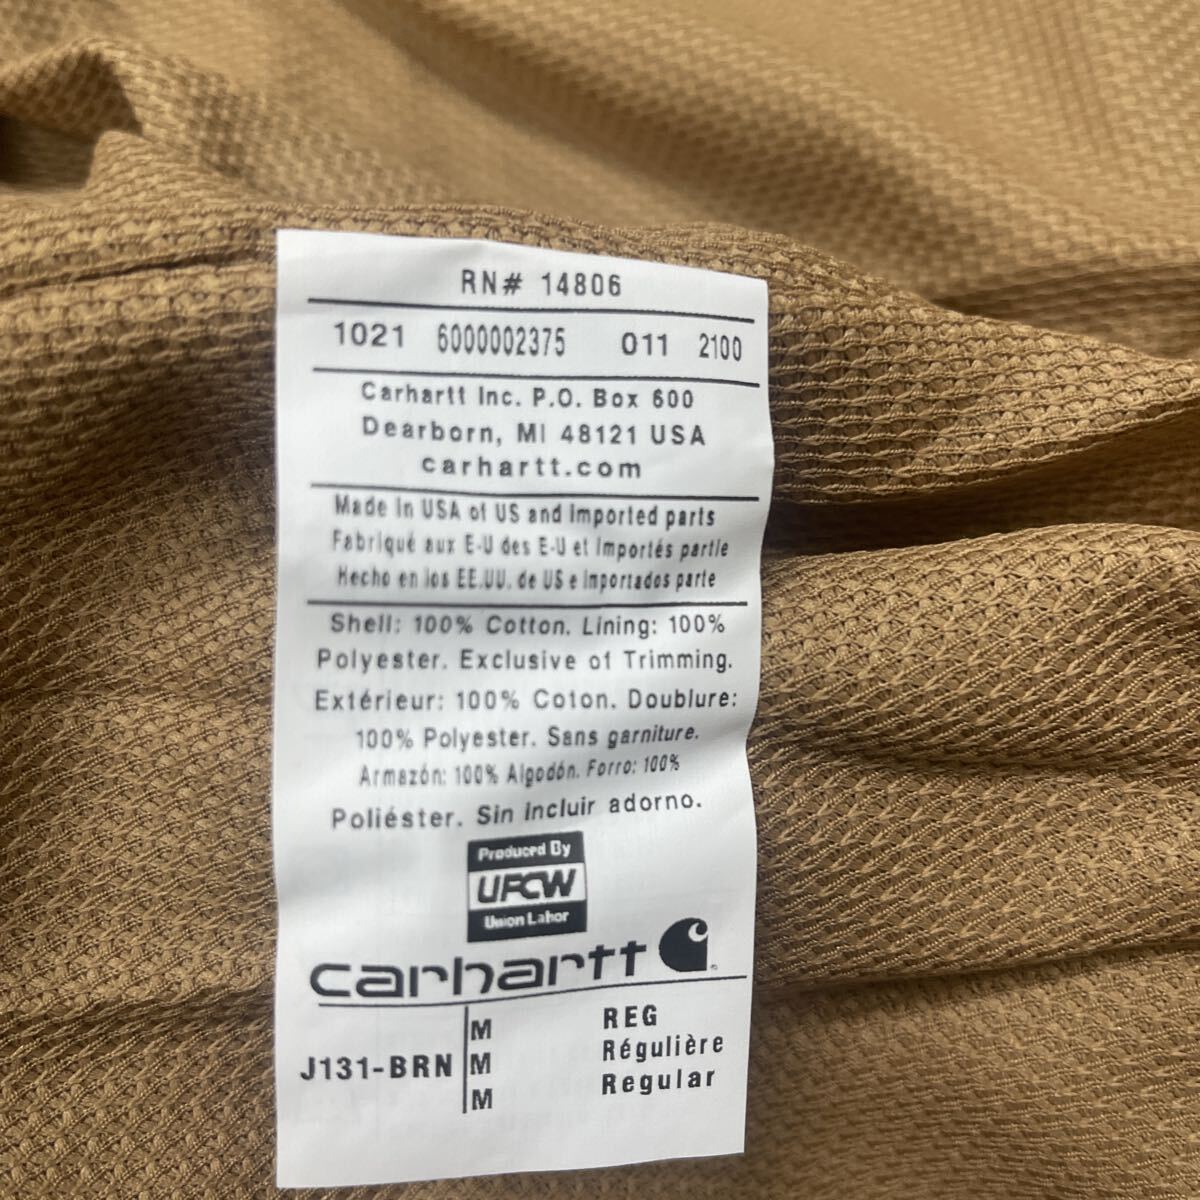 RN# 14806
1021 6000002375 011 2100
Carhartt Inc. P.O. Box 600
Dearborn, MI 48121 USA
carhartt.com
Made in USA of US and imported parts
Fabriqué aux E-U des E-U et importés partie
Hecho en los EE.UU. de US e importados parte
Shell: 100% Cotton. Lining: 100%
Polyester. Exclusive of Trimming.
Extérieur: 100% Coton. Doublure:
100% Polyester. Sans garniture.
Armazón: 100% Algodón. Forro: 100%
Poliéster. Sin incluir adorno.
Produced By
UFCW
Union Labor
carhartt
J131-BRN
M REG
M Régulière
M Regular